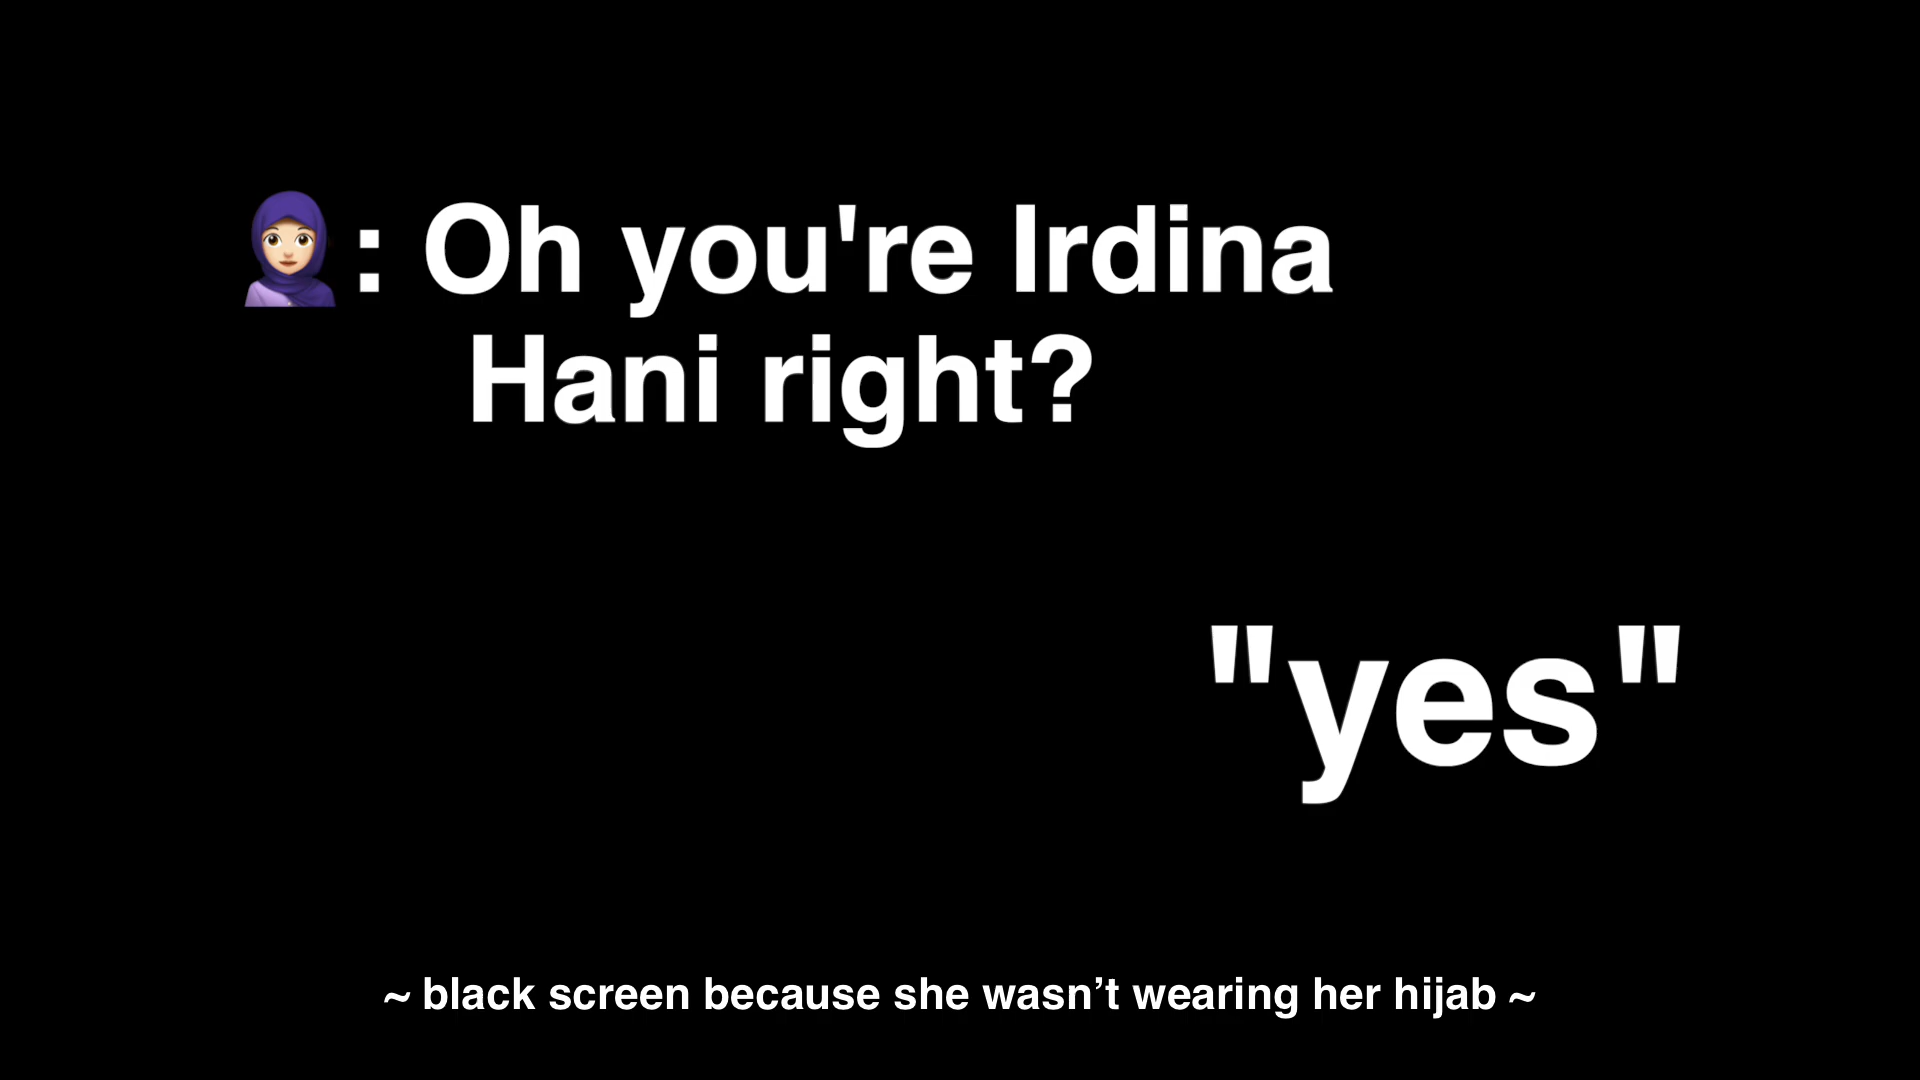 🧕🏻: Oh you're Irdina
Hani right?
"yes"
~ black screen because she wasn’t wearing her hijab ~